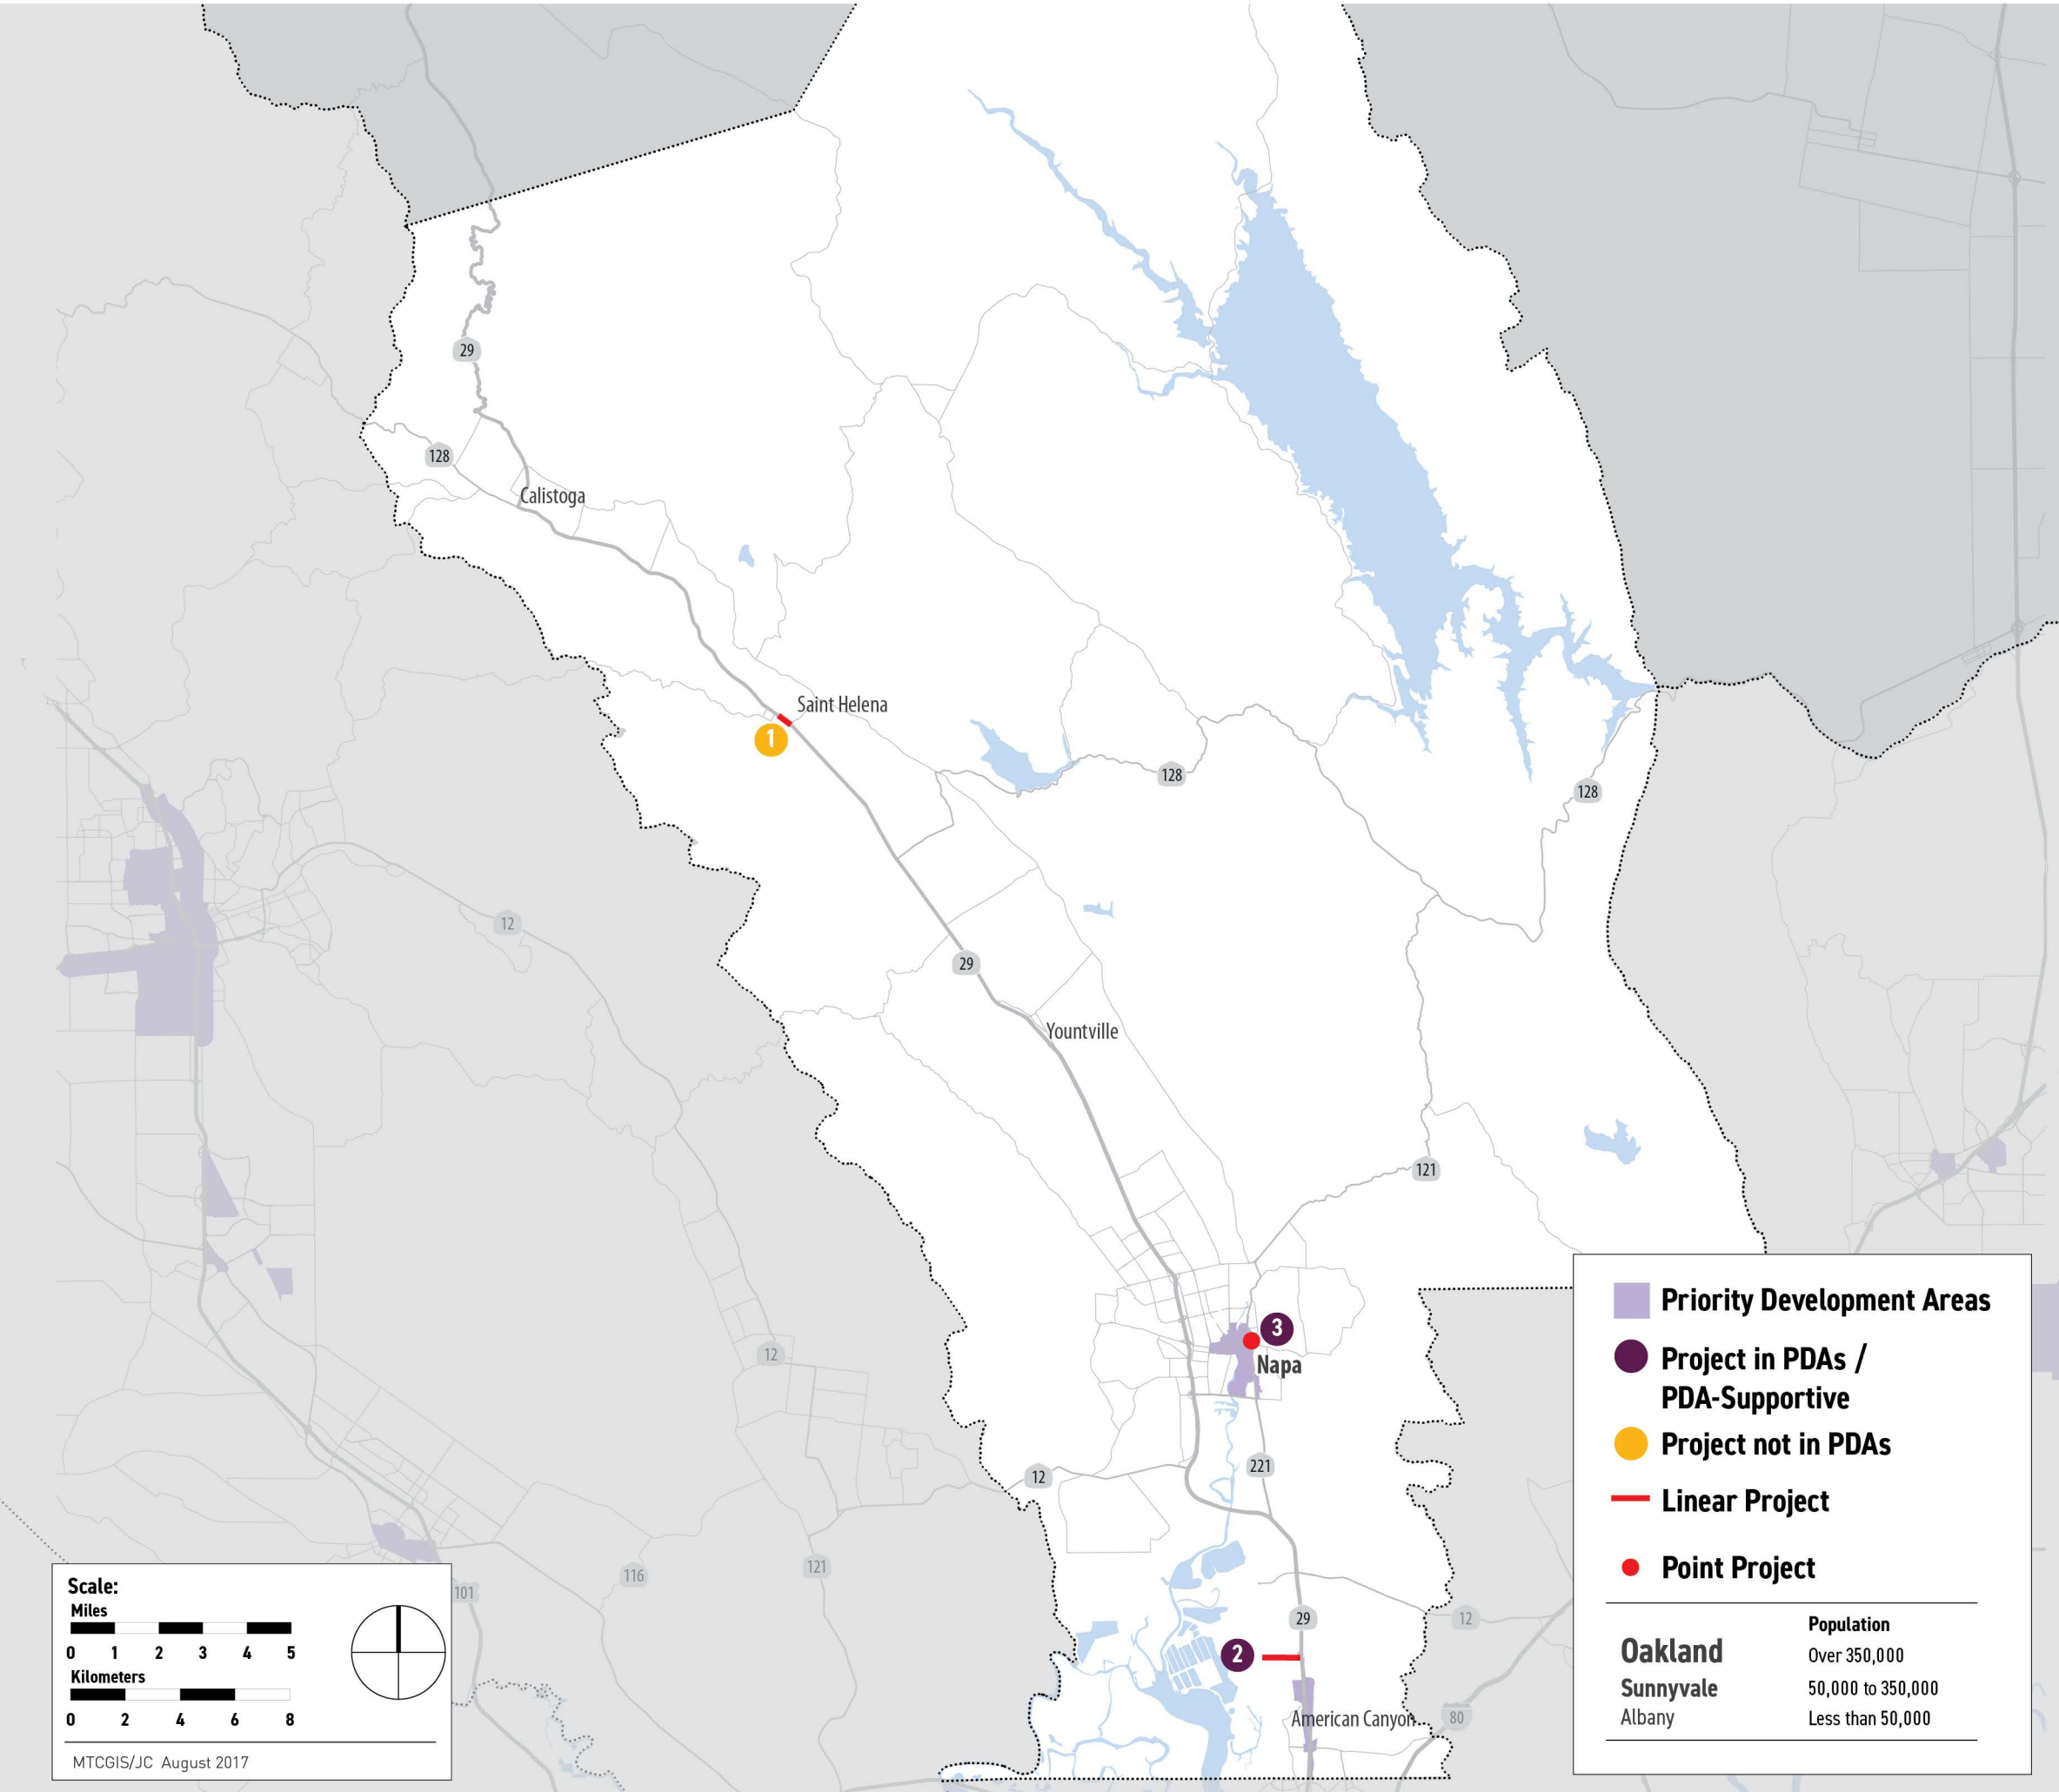 29
128
Calistoga
Saint Helena
1
128
128
12
29
Yountville
121
3
Napa
12
12
221
116
121
101
29
12
2
American Canyon
80
Priority Development Areas
Project in PDAs /
PDA-Supportive
Project not in PDAs
Linear Project
Point Project
Population
Oakland Over 350,000
Sunnyvale 50,000 to 350,000
Albany Less than 50,000
Scale:
Miles
0 1 2 3 4 5
Kilometers
0 2 4 6 8
MTCGIS/JC August 2017